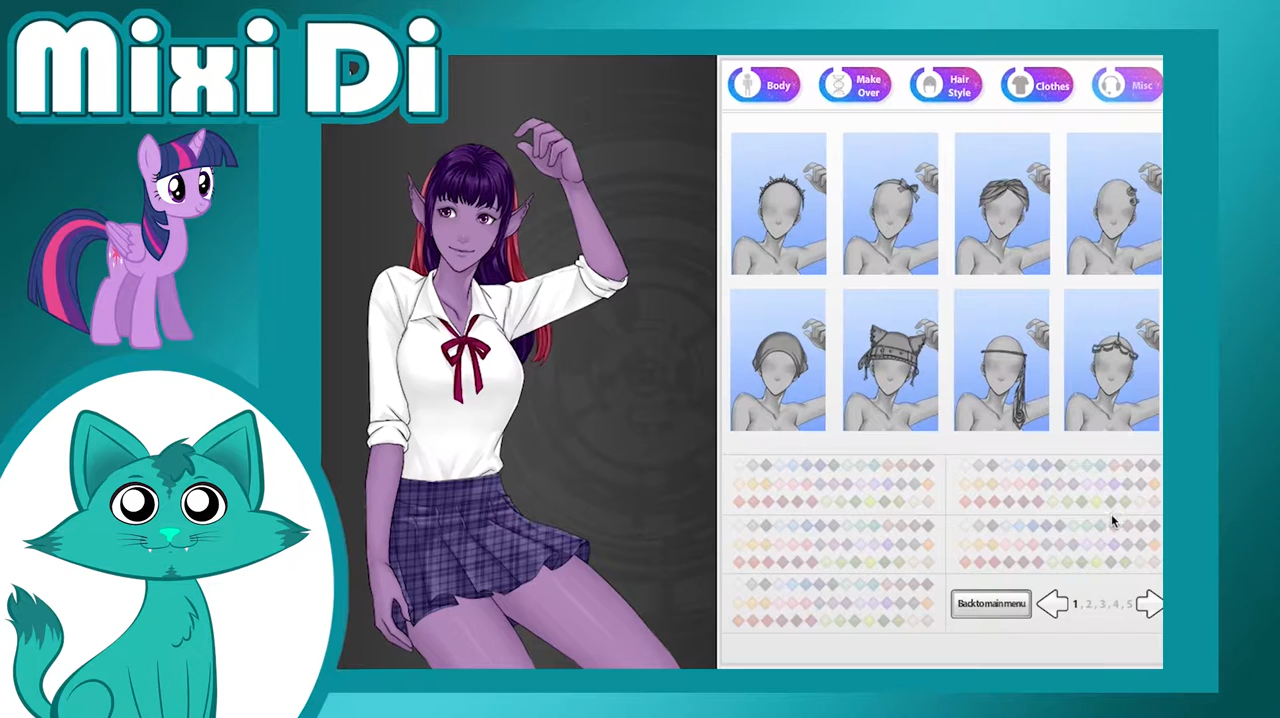 Mixi Di
Body
Make Over
Hair Style
Clothes
Misc
Back to main menu
1, 2, 3, 4, 5